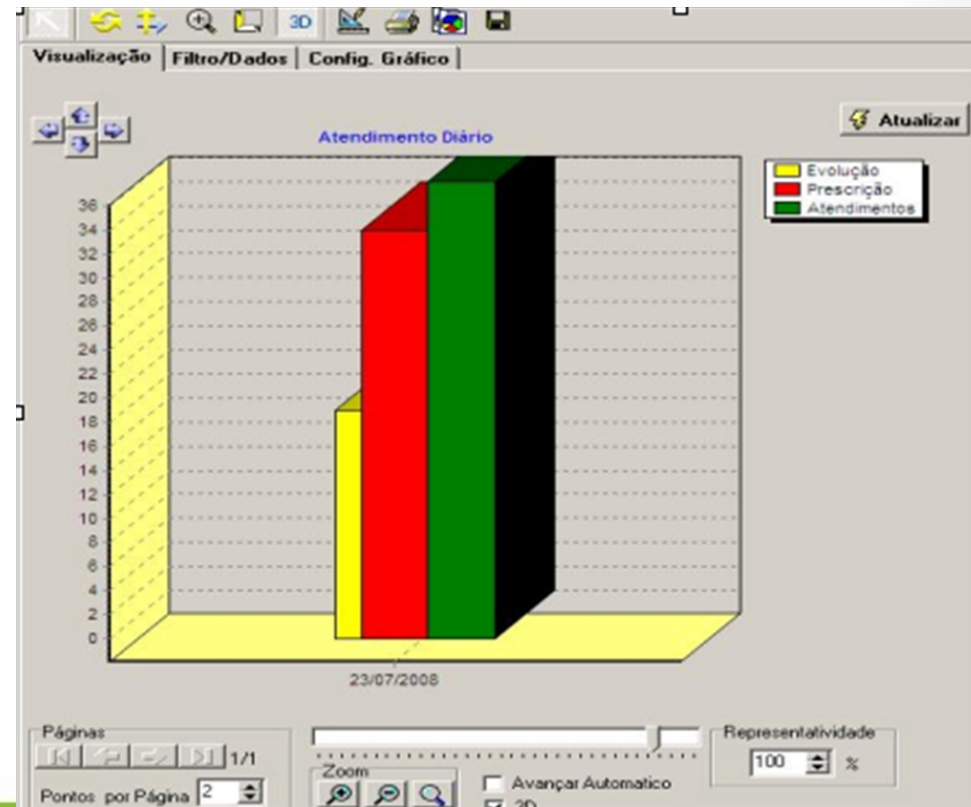 3D
Visualização Filtro/Dados Config. Gráfico
Atualizar
Atendimento Diário
Evolução
Prescrição
Atendimentos
36
34
32
30
28
26
24
22
20
18
16
14
12
10
8
6
4
2
0
23/07/2008
Páginas
1/1
Pontos por Página 2
Zoom
Avançar Automatico
3D
Representatividade
100 %